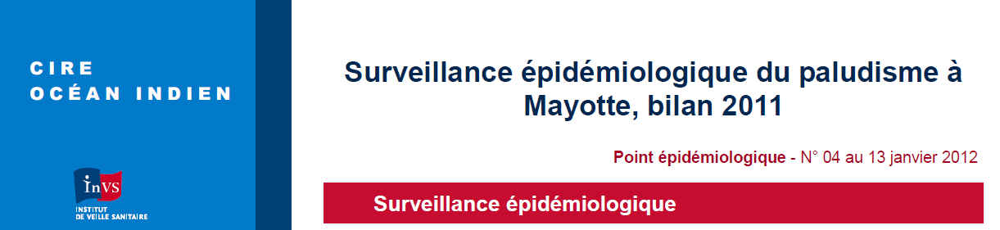 CIRE
OCÉAN INDIEN
InVS
INSTITUT
DE VEILLE SANITAIRE
Surveillance épidémiologique du paludisme à
Mayotte, bilan 2011
Point épidémiologique - N° 04 au 13 janvier 2012
Surveillance épidémiologique